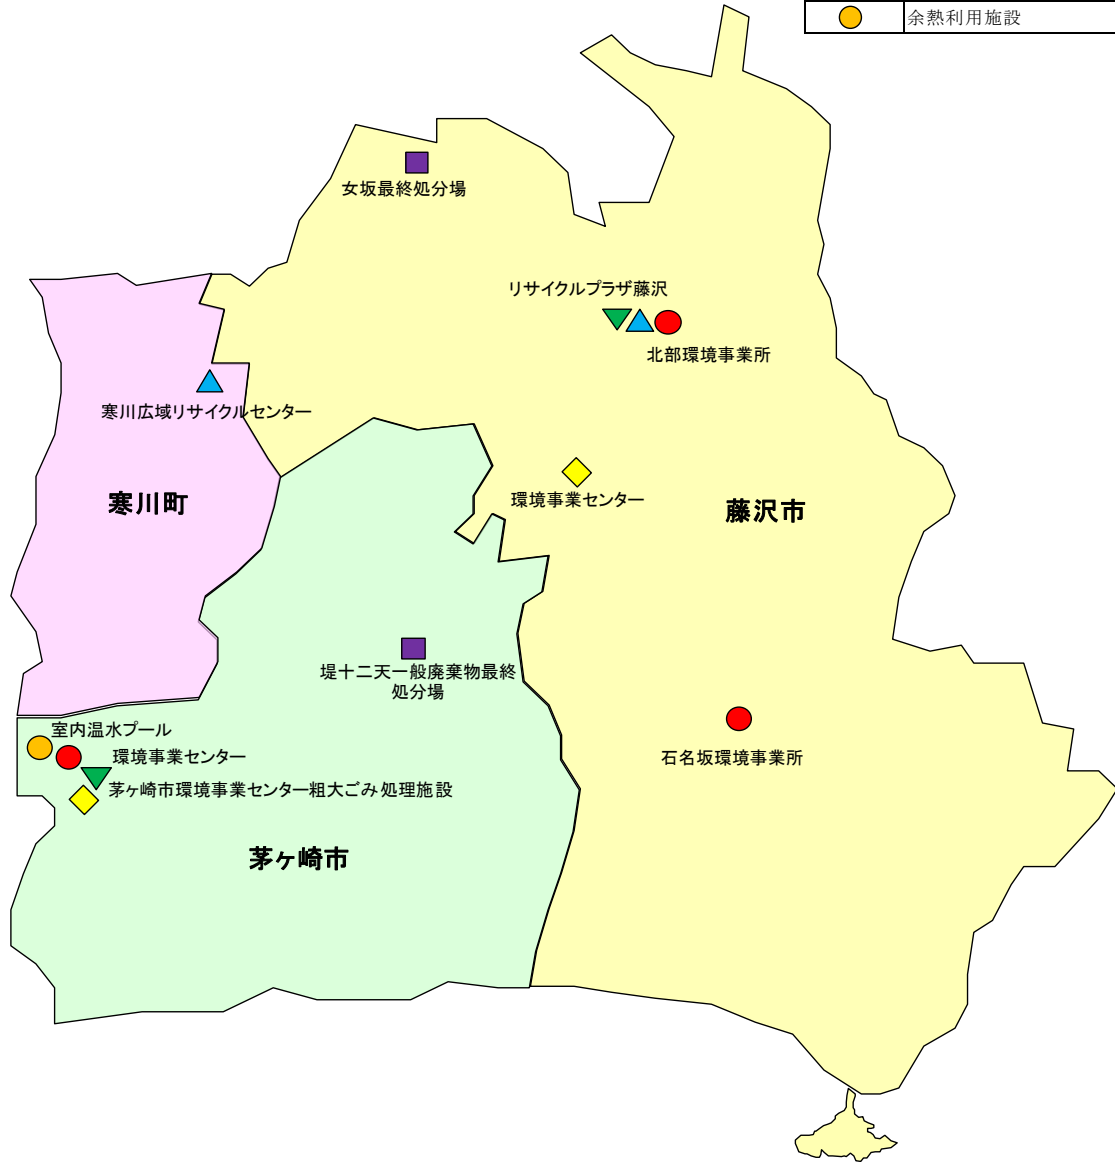 余熱利用施設
女坂最終処分場
リサイクルプラザ藤沢
北部環境事業所
寒川広域リサイクルセンター
寒川町
環境事業センター
藤沢市
堤十二天一般廃棄物最終
処分場
室内温水プール
環境事業センター
石名坂環境事業所
茅ヶ崎市環境事業センター粗大ごみ処理施設
茅ヶ崎市